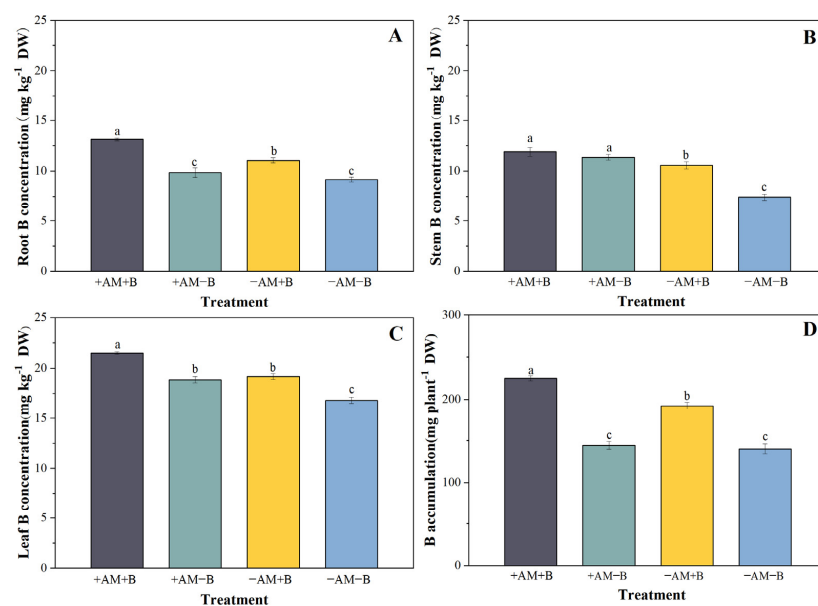 A
Root B concentration (mg kg⁻¹ DW)
25
20
15
10
5
0
a
c
b
c
+AM+B
+AM−B
−AM+B
−AM−B
Treatment
B
Stem B concentration (mg kg⁻¹ DW)
25
20
15
10
5
0
a
a
b
c
+AM+B
+AM−B
−AM+B
−AM−B
Treatment
C
Leaf B concentration(mg kg⁻¹ DW)
25
20
15
10
5
0
a
b
b
c
+AM+B
+AM−B
−AM+B
−AM−B
Treatment
D
B accumulation(mg plant⁻¹ DW)
300
200
100
0
a
c
b
c
+AM+B
+AM−B
−AM+B
−AM−B
Treatment